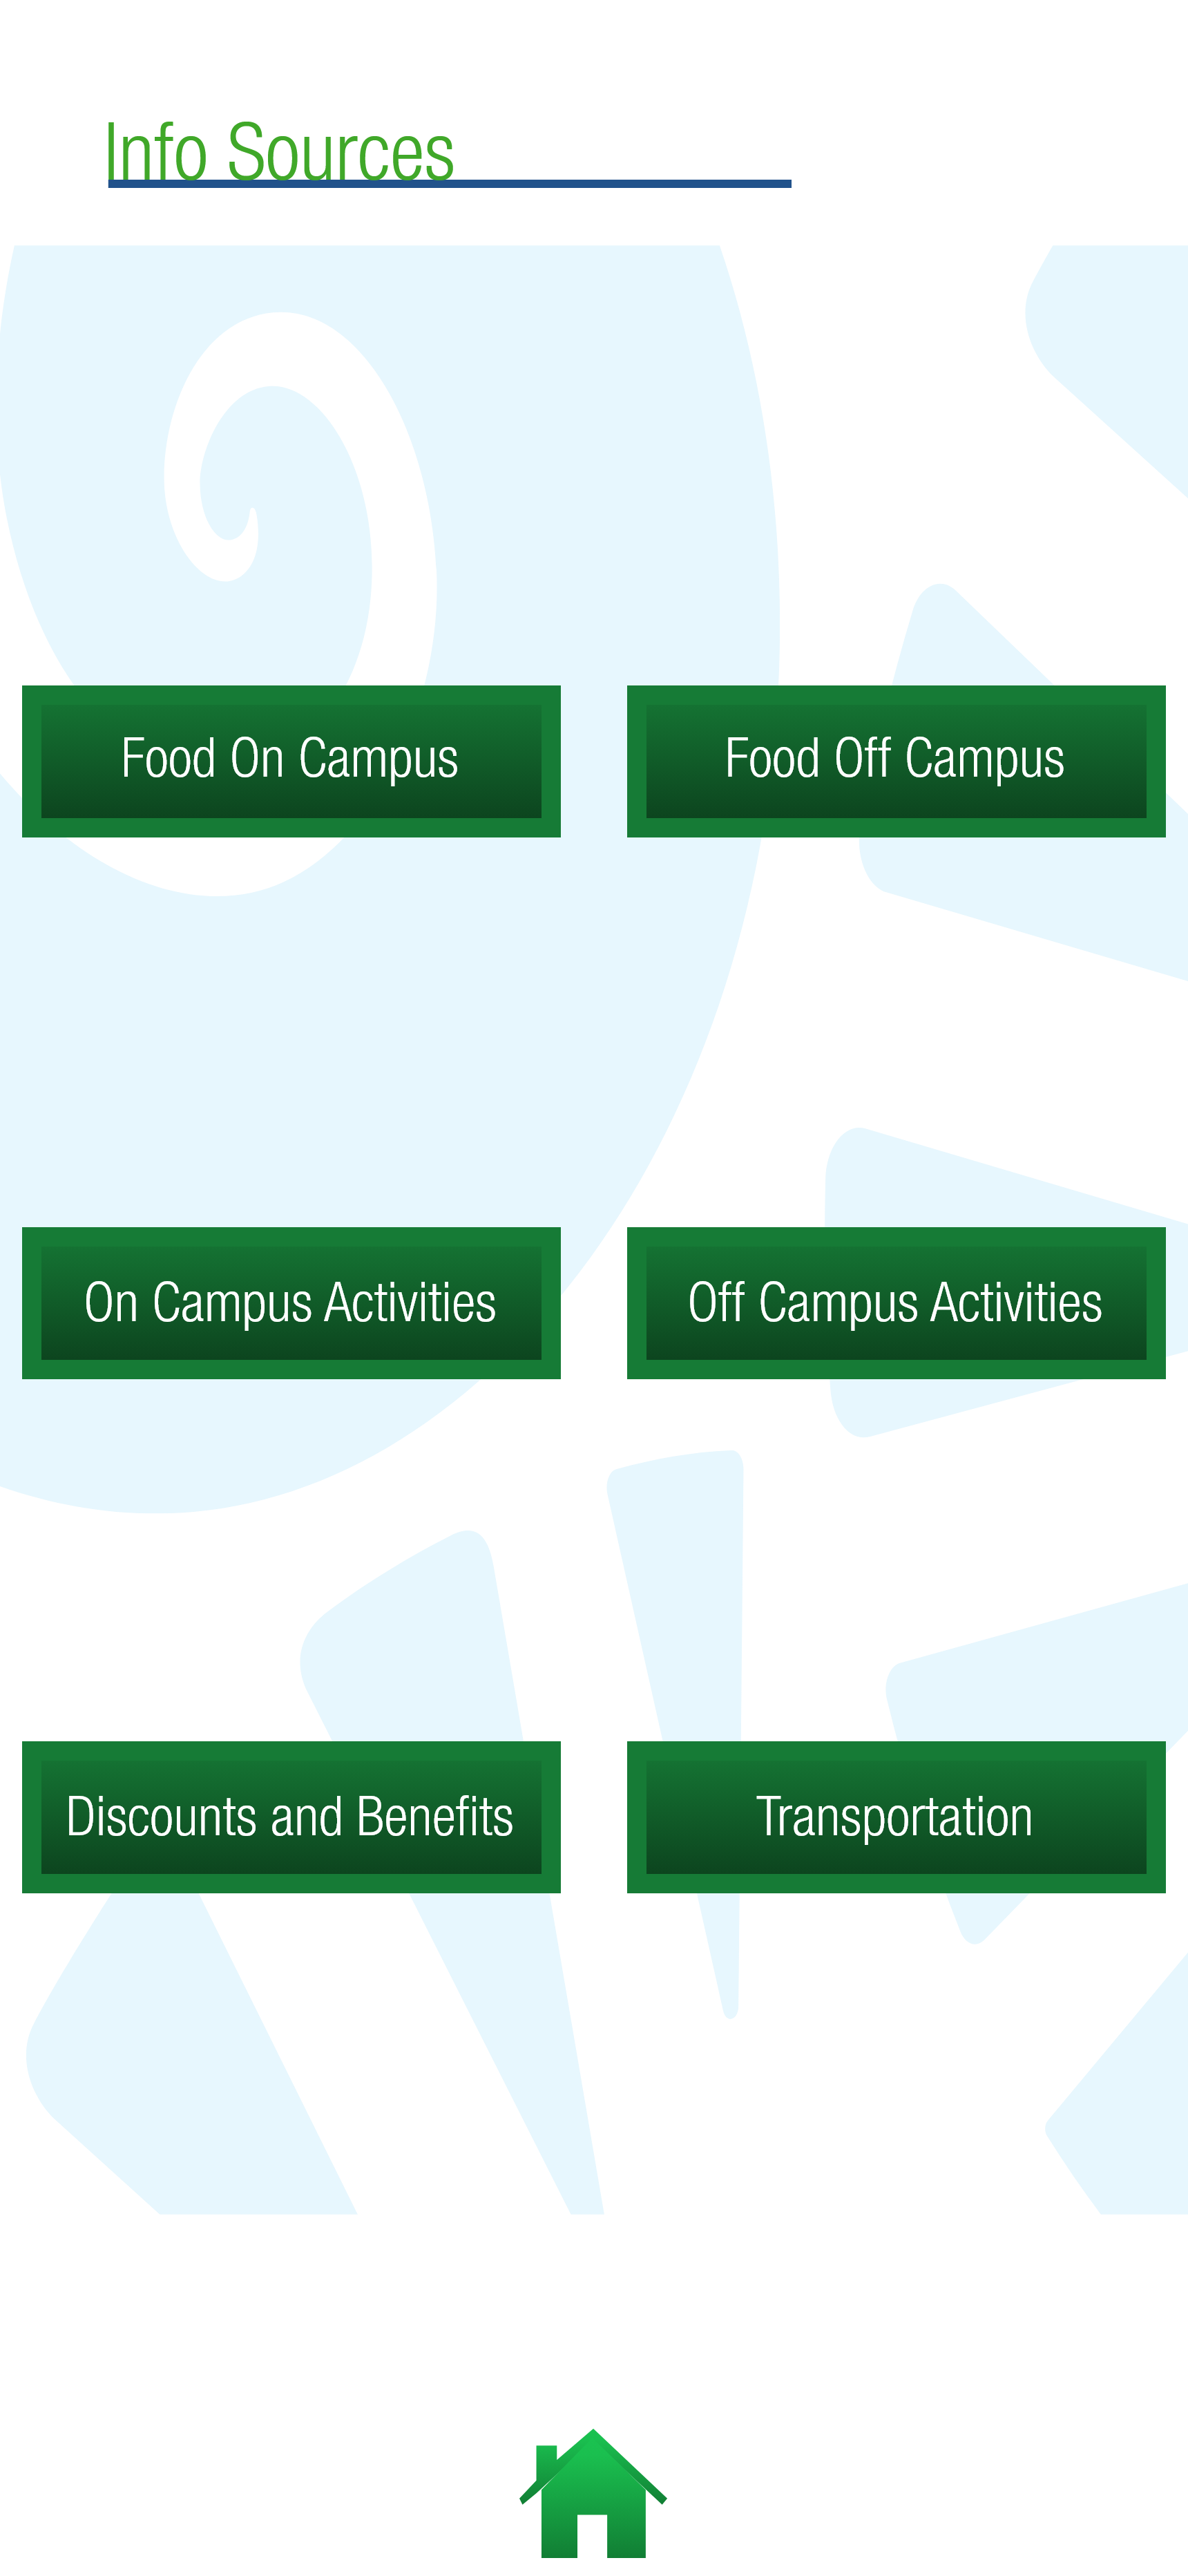 Info Sources
Food On Campus
Food Off Campus
On Campus Activities
Off Campus Activities
Discounts and Benefits
Transportation